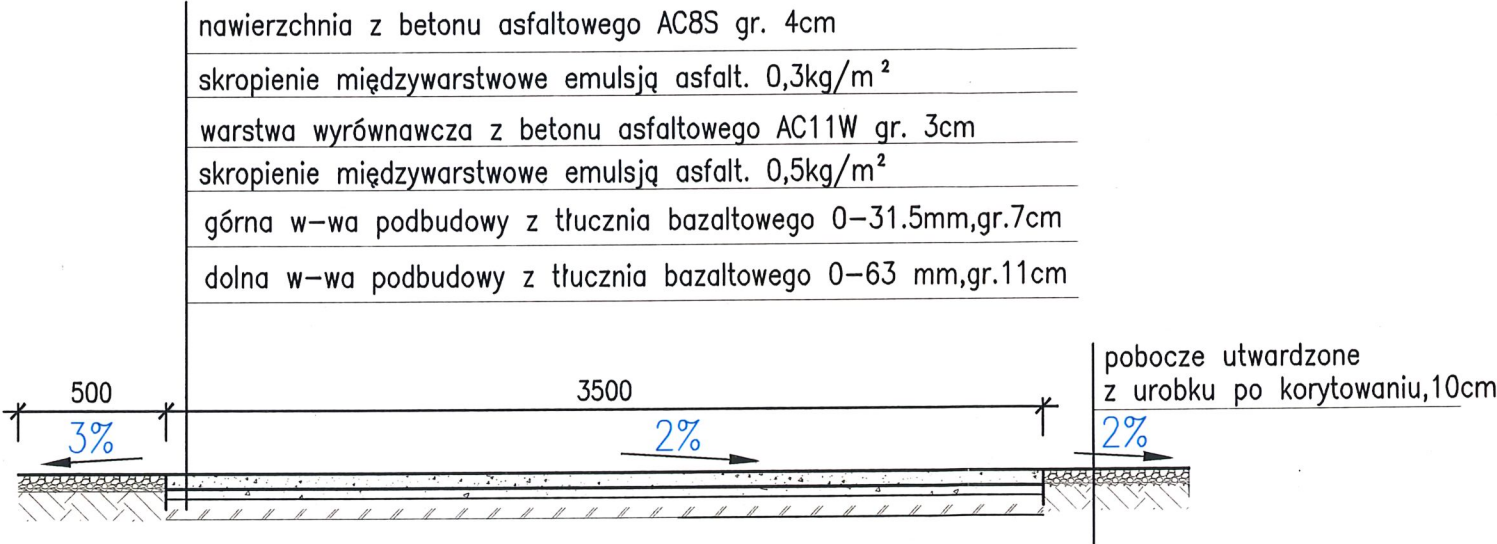 nawierzchnia z betonu asfaltowego AC8S gr. 4cm
skropienie międzywarstwowe emulsją asfalt. 0,3kg/m²
warstwa wyrównawcza z betonu asfaltowego AC11W gr. 3cm
skropienie międzywarstwowe emulsją asfalt. 0,5kg/m²
górna w-wa podbudowy z tłucznia bazaltowego 0-31.5mm,gr.7cm
dolna w-wa podbudowy z tłucznia bazaltowego 0-63 mm,gr.11cm
pobocze utwardzone
z urobku po korytowaniu,10cm
500
3500
3%
2%
2%